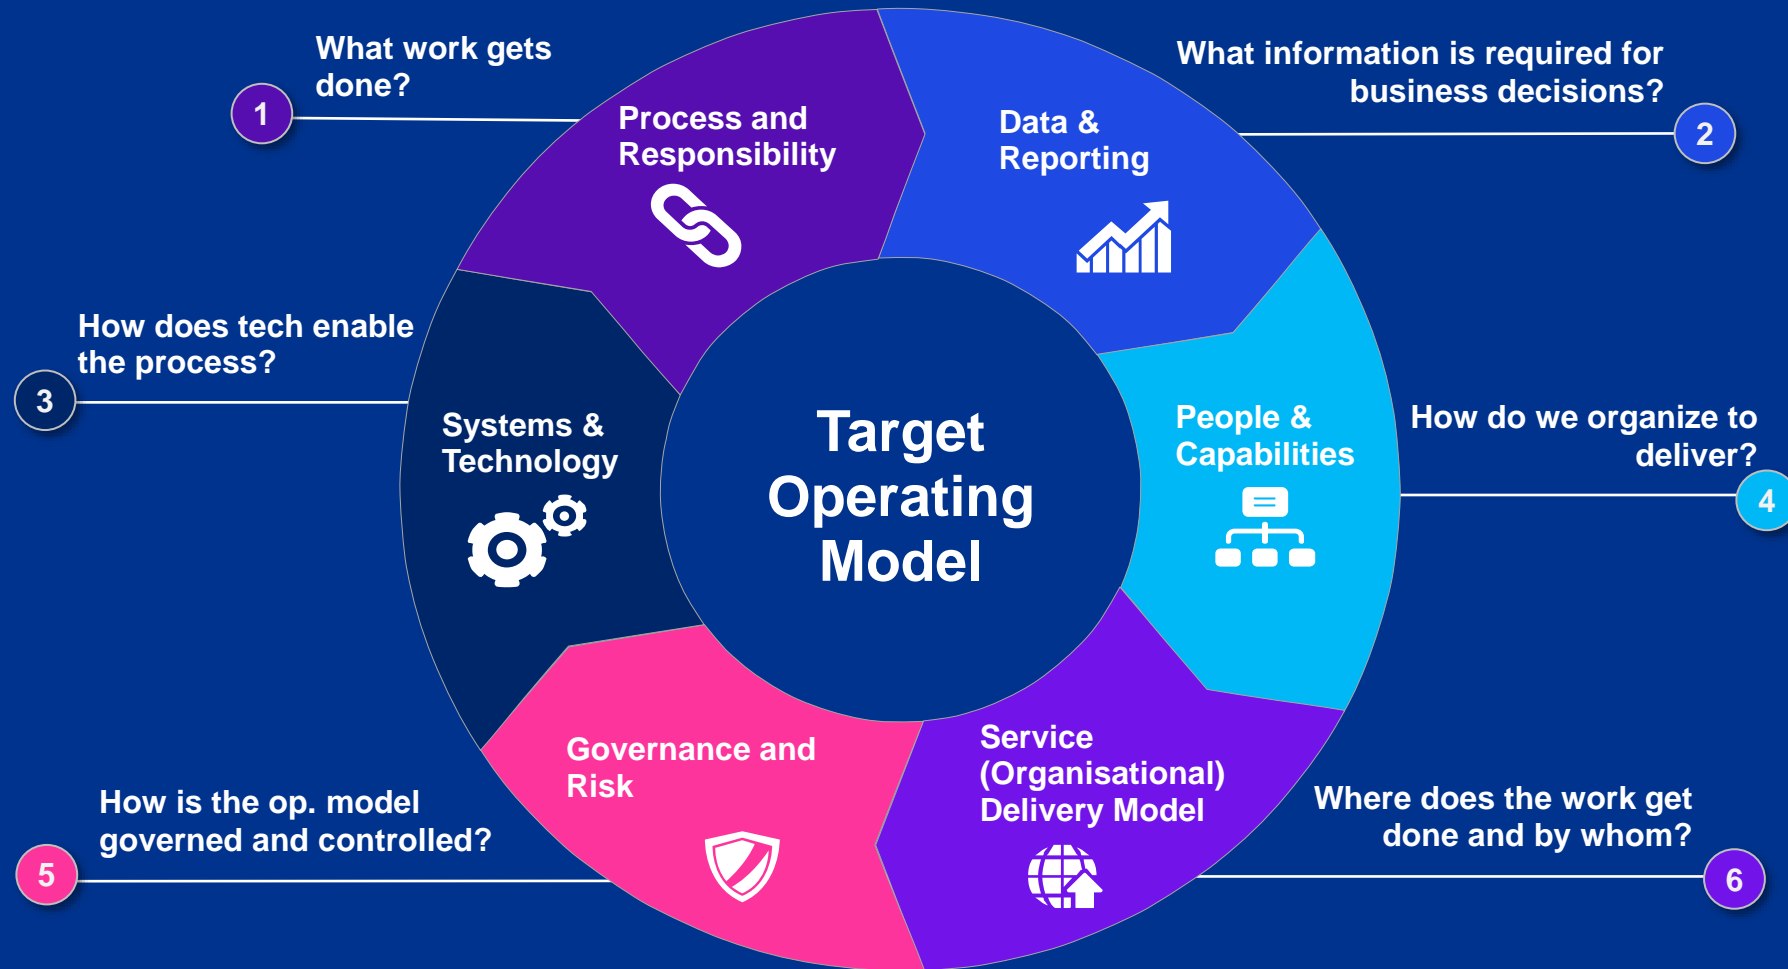 1
What work gets
done?
Process and
Responsibility
2
What information is required for
business decisions?
Data &
Reporting
3
How does tech enable
the process?
Systems &
Technology
Target
Operating
Model
4
How do we organize to
deliver?
People &
Capabilities
5
How is the op. model
governed and controlled?
Governance and
Risk
6
Where does the work get
done and by whom?
Service
(Organisational)
Delivery Model